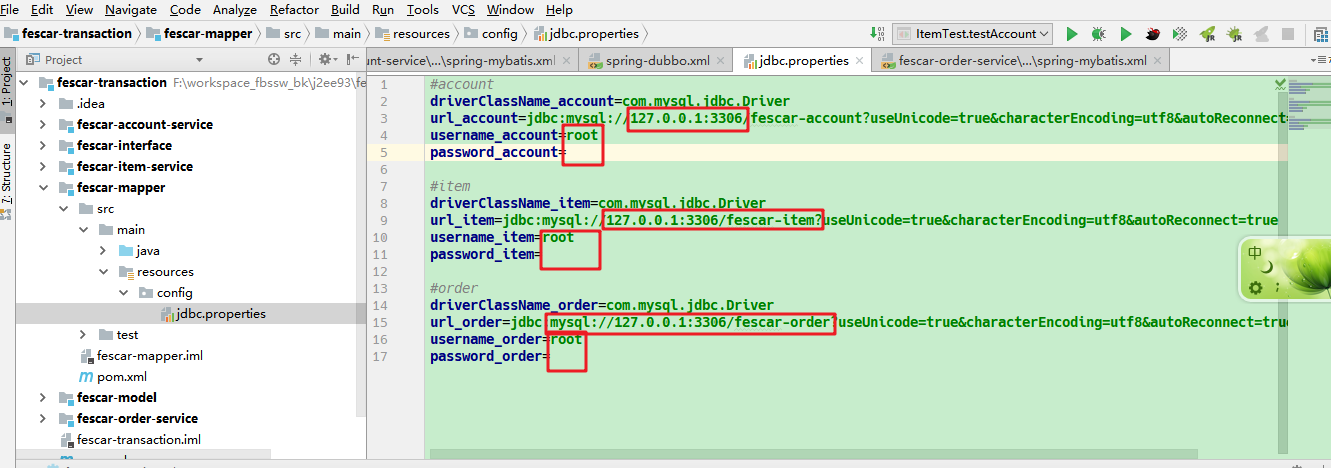 File Edit View Navigate Code Analyze Refactor Build Run Tools VCS Window Help
fescar-transaction fescar-mapper src main resources config jdbc.properties ItemTest.testAccount
1: Project
7: Structure
Project
fescar-transaction F:\workspace_fbssw_bk\j2ee93\fe
.idea
fescar-account-service
fescar-interface
fescar-item-service
fescar-mapper
src
main
java
resources
config
jdbc.properties
test
fescar-mapper.iml
pom.xml
fescar-model
fescar-order-service
fescar-transaction.iml
unt-service\...\spring-mybatis.xml spring-dubbo.xml jdbc.properties fescar-order-service\...\spring-mybatis.xml
1 #account
2 driverClassName_account=com.mysql.jdbc.Driver
3 url_account=jdbc:mysql://127.0.0.1:3306/fescar-account?useUnicode=true&characterEncoding=utf8&autoReconnect=
4 username_account=root
5 password_account=
6
7 #item
8 driverClassName_item=com.mysql.jdbc.Driver
9 url_item=jdbc:mysql://127.0.0.1:3306/fescar-item?useUnicode=true&characterEncoding=utf8&autoReconnect=true
10 username_item=root
11 password_item=
12
13 #order
14 driverClassName_order=com.mysql.jdbc.Driver
15 url_order=jdbc:mysql://127.0.0.1:3306/fescar-order?useUnicode=true&characterEncoding=utf8&autoReconnect=true
16 username_order=root
17 password_order=
中